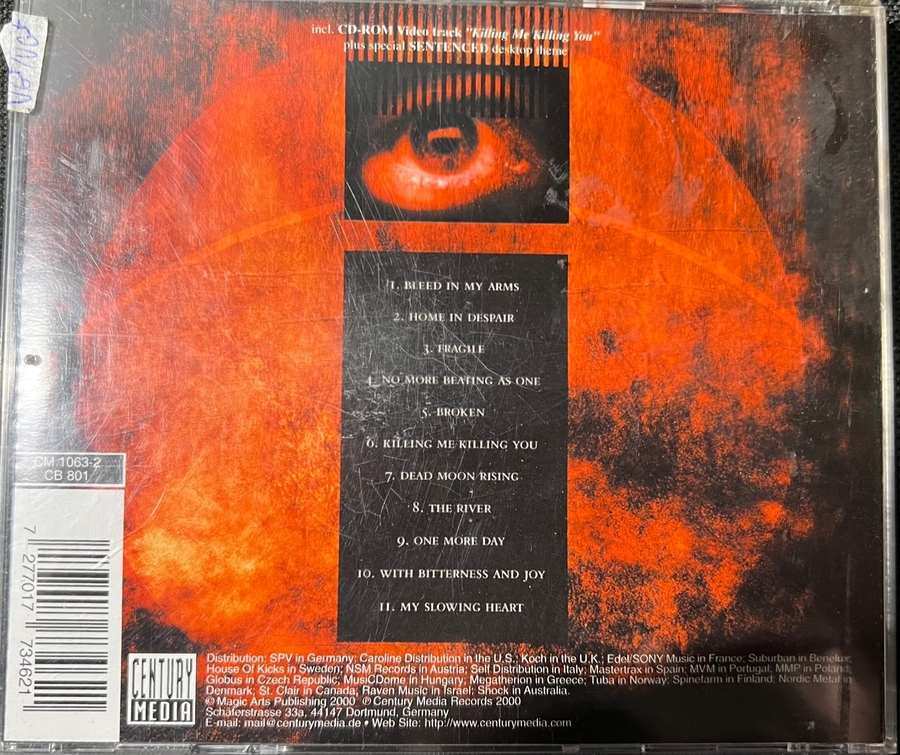 incl. CD-ROM Video track "Killing Me Killing You"
plus special SENTENCED desktop theme
1. BLEED IN MY ARMS
2. HOME IN DESPAIR
3. FRAGILE
4. NO MORE BEATING AS ONE
5. BROKEN
6. KILLING ME KILLING YOU
7. DEAD MOON RISING
8. THE RIVER
9. ONE MORE DAY
10. WITH BITTERNESS AND JOY
11. MY SLOWING HEART
CM 1063-2
CB 801
7 277017 734621
CENTURY
MEDIA
Distribution: SPV in Germany; Caroline Distribution in the U.S.; Koch in the U.K.; Edel/SONY Music in France; Suburban in Benelux;
House Of Kicks in Sweden; NSM Records in Austria; Self Distribution in Italy; Mastertrax in Spain; MVM in Portugal; MMP in Poland;
Globus in Czech Republic; MusiCDome in Hungary; Megatherion in Greece; Tuba in Norway; Spinefarm in Finland; Nordic Metal in
Denmark, St. Clair in Canada; Raven Music in Israel; Shock in Australia.
© Magic Arts Publishing 2000 ℗ Century Media Records 2000
Schäferstrasse 33a, 44147 Dortmund, Germany
E-mail: mail@centurymedia.de • Web Site: http://www.centurymedia.com